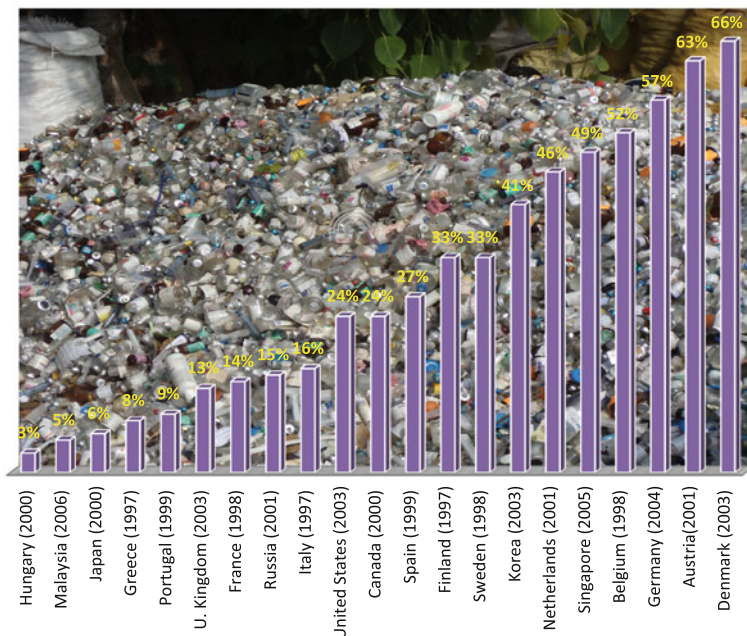 3%
5%
6%
8%
9%
13%
14%
15%
16%
24%
24%
27%
33%
33%
41%
46%
49%
52%
57%
63%
66%
Hungary (2000)
Malaysia (2006)
Japan (2000)
Greece (1997)
Portugal (1999)
U. Kingdom (2003)
France (1998)
Russia (2001)
Italy (1997)
United States (2003)
Canada (2000)
Spain (1999)
Finland (1997)
Sweden (1998)
Korea (2003)
Netherlands (2001)
Singapore (2005)
Belgium (1998)
Germany (2004)
Austria(2001)
Denmark (2003)